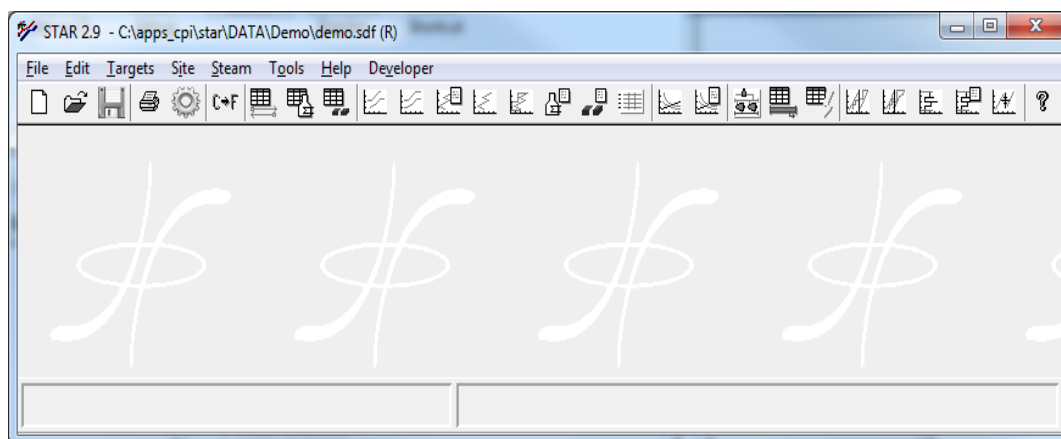 STAR 2.9 - C:\apps_cpi\star\DATA\Demo\demo.sdf (R)
File Edit Targets Site Steam Tools Help Developer
C→F
?